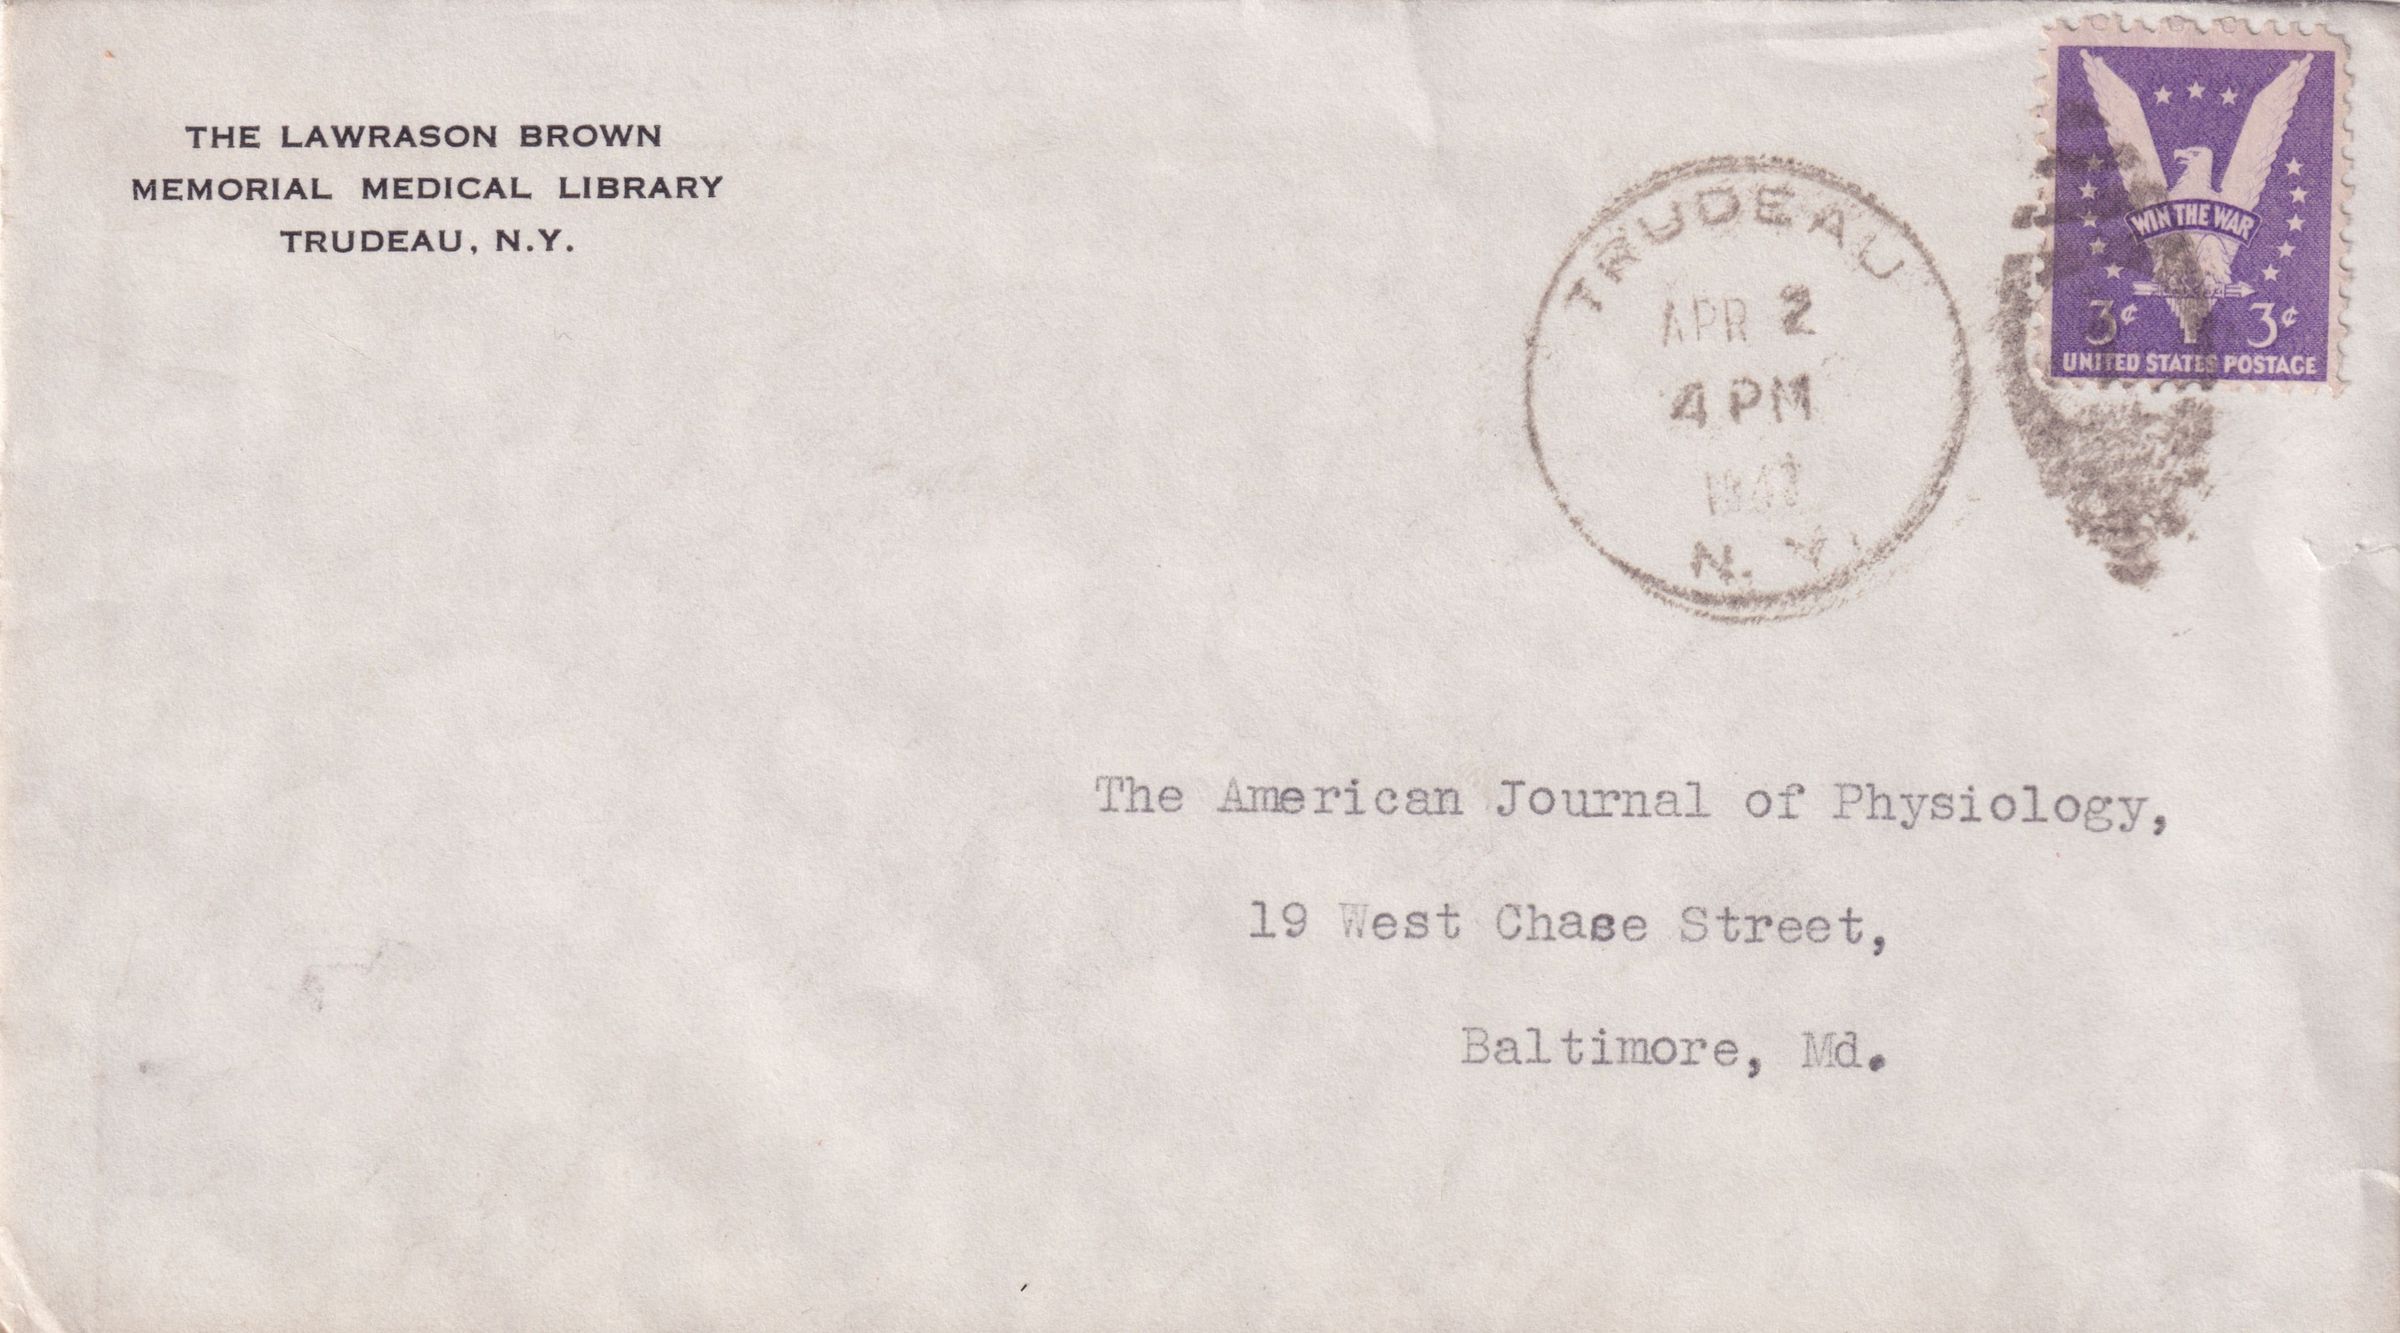 THE LAWRASON BROWN
MEMORIAL MEDICAL LIBRARY
TRUDEAU, N.Y.
TRUDEAU
APR 2
4 PM
N. Y.
WIN THE WAR
3¢ 3¢
UNITED STATES POSTAGE
The American Journal of Physiology,
19 West Chase Street,
Baltimore, Md.